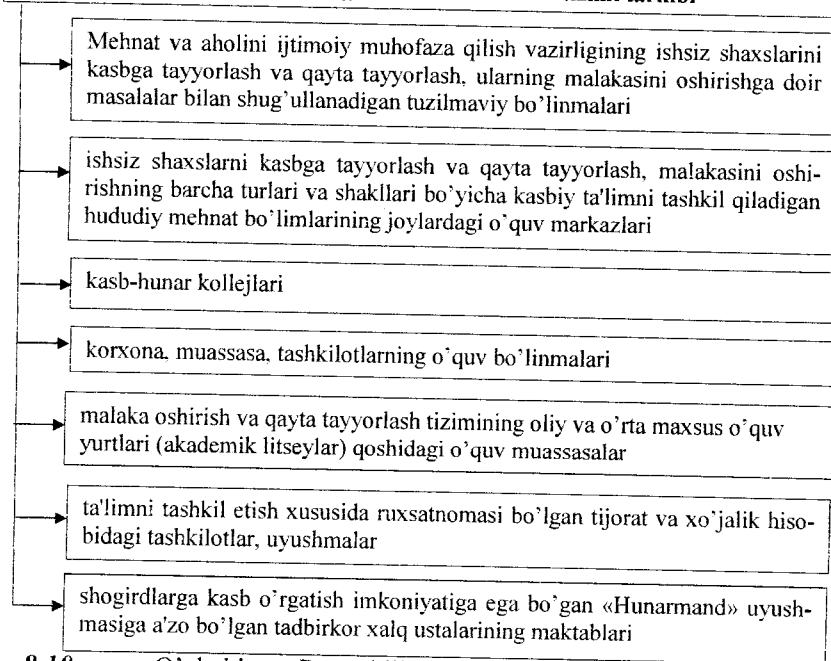 Mehnat va aholini ijtimoiy muhofaza qilish vazirligining ishsiz shaxslarini
kasbga tayyorlash va qayta tayyorlash, ularning malakasini oshirishga doir
masalalar bilan shug'ullanadigan tuzilmaviy bo'linmalari
ishsiz shaxslarni kasbga tayyorlash va qayta tayyorlash, malakasini oshi-
rishning barcha turlari va shakllari bo'yicha kasbiy ta'limni tashkil qiladigan
hududiy mehnat bo'limlarining joylardagi o'quv markazlari
kasb-hunar kollejlari
korxona, muassasa, tashkilotlarning o'quv bo'linmalari
malaka oshirish va qayta tayyorlash tizimining oliy va o'rta maxsus o'quv
yurtlari (akademik litseylar) qoshidagi o'quv muassasalar
ta'limni tashkil etish xususida ruxsatnomasi bo'lgan tijorat va xo'jalik hiso-
bidagi tashkilotlar, uyushmalar
shogirdlarga kasb o'rgatish imkoniyatiga ega bo'gan «Hunarmand» uyush-
masiga a'zo bo'lgan tadbirkor xalq ustalarining maktablari